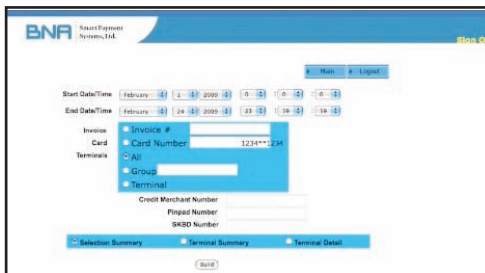 BNA Smart Payment
Systems, Ltd.
Sign O
Main Logout
Start Date/Time February 1 2009 0 : 0 : 0
End Date/Time February 24 2009 23 : 59 : 59
Invoice Invoice #
Card Card Number 1234**1234
Terminals All
Group
Terminal
Credit Merchant Number
Pinpad Number
SKBD Number
Selection Summary Terminal Summary Terminal Detail
Build